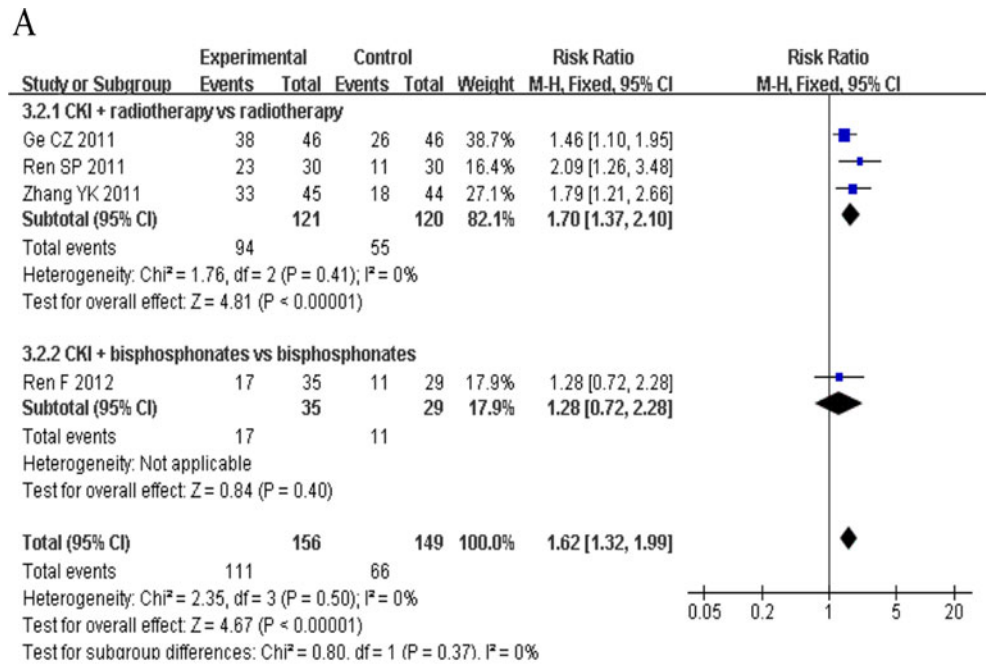 A
Experimental Control Risk Ratio Risk Ratio
Study or Subgroup Events Total Events Total Weight M-H, Fixed, 95% CI M-H, Fixed, 95% CI
3.2.1 CKI + radiotherapy vs radiotherapy
Ge CZ 2011 38 46 26 46 38.7% 1.46 [1.10, 1.95]
Ren SP 2011 23 30 11 30 16.4% 2.09 [1.26, 3.48]
Zhang YK 2011 33 45 18 44 27.1% 1.79 [1.21, 2.66]
Subtotal (95% CI) 121 120 82.1% 1.70 [1.37, 2.10]
Total events 94 55
Heterogeneity: Chi² = 1.76, df = 2 (P = 0.41); I² = 0%
Test for overall effect: Z = 4.81 (P < 0.00001)
3.2.2 CKI + bisphosphonates vs bisphosphonates
Ren F 2012 17 35 11 29 17.9% 1.28 [0.72, 2.28]
Subtotal (95% CI) 35 29 17.9% 1.28 [0.72, 2.28]
Total events 17 11
Heterogeneity: Not applicable
Test for overall effect: Z = 0.84 (P = 0.40)
Total (95% CI) 156 149 100.0% 1.62 [1.32, 1.99]
Total events 111 66
Heterogeneity: Chi² = 2.35, df = 3 (P = 0.50); I² = 0%
Test for overall effect: Z = 4.67 (P < 0.00001)
Test for subgroup differences: Chi² = 0.80, df = 1 (P = 0.37), I² = 0%
0.05 0.2 1 5 20